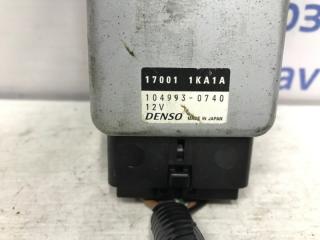 17001 1KA1A
104993-0740
12V
DENSO MADE IN JAPAN